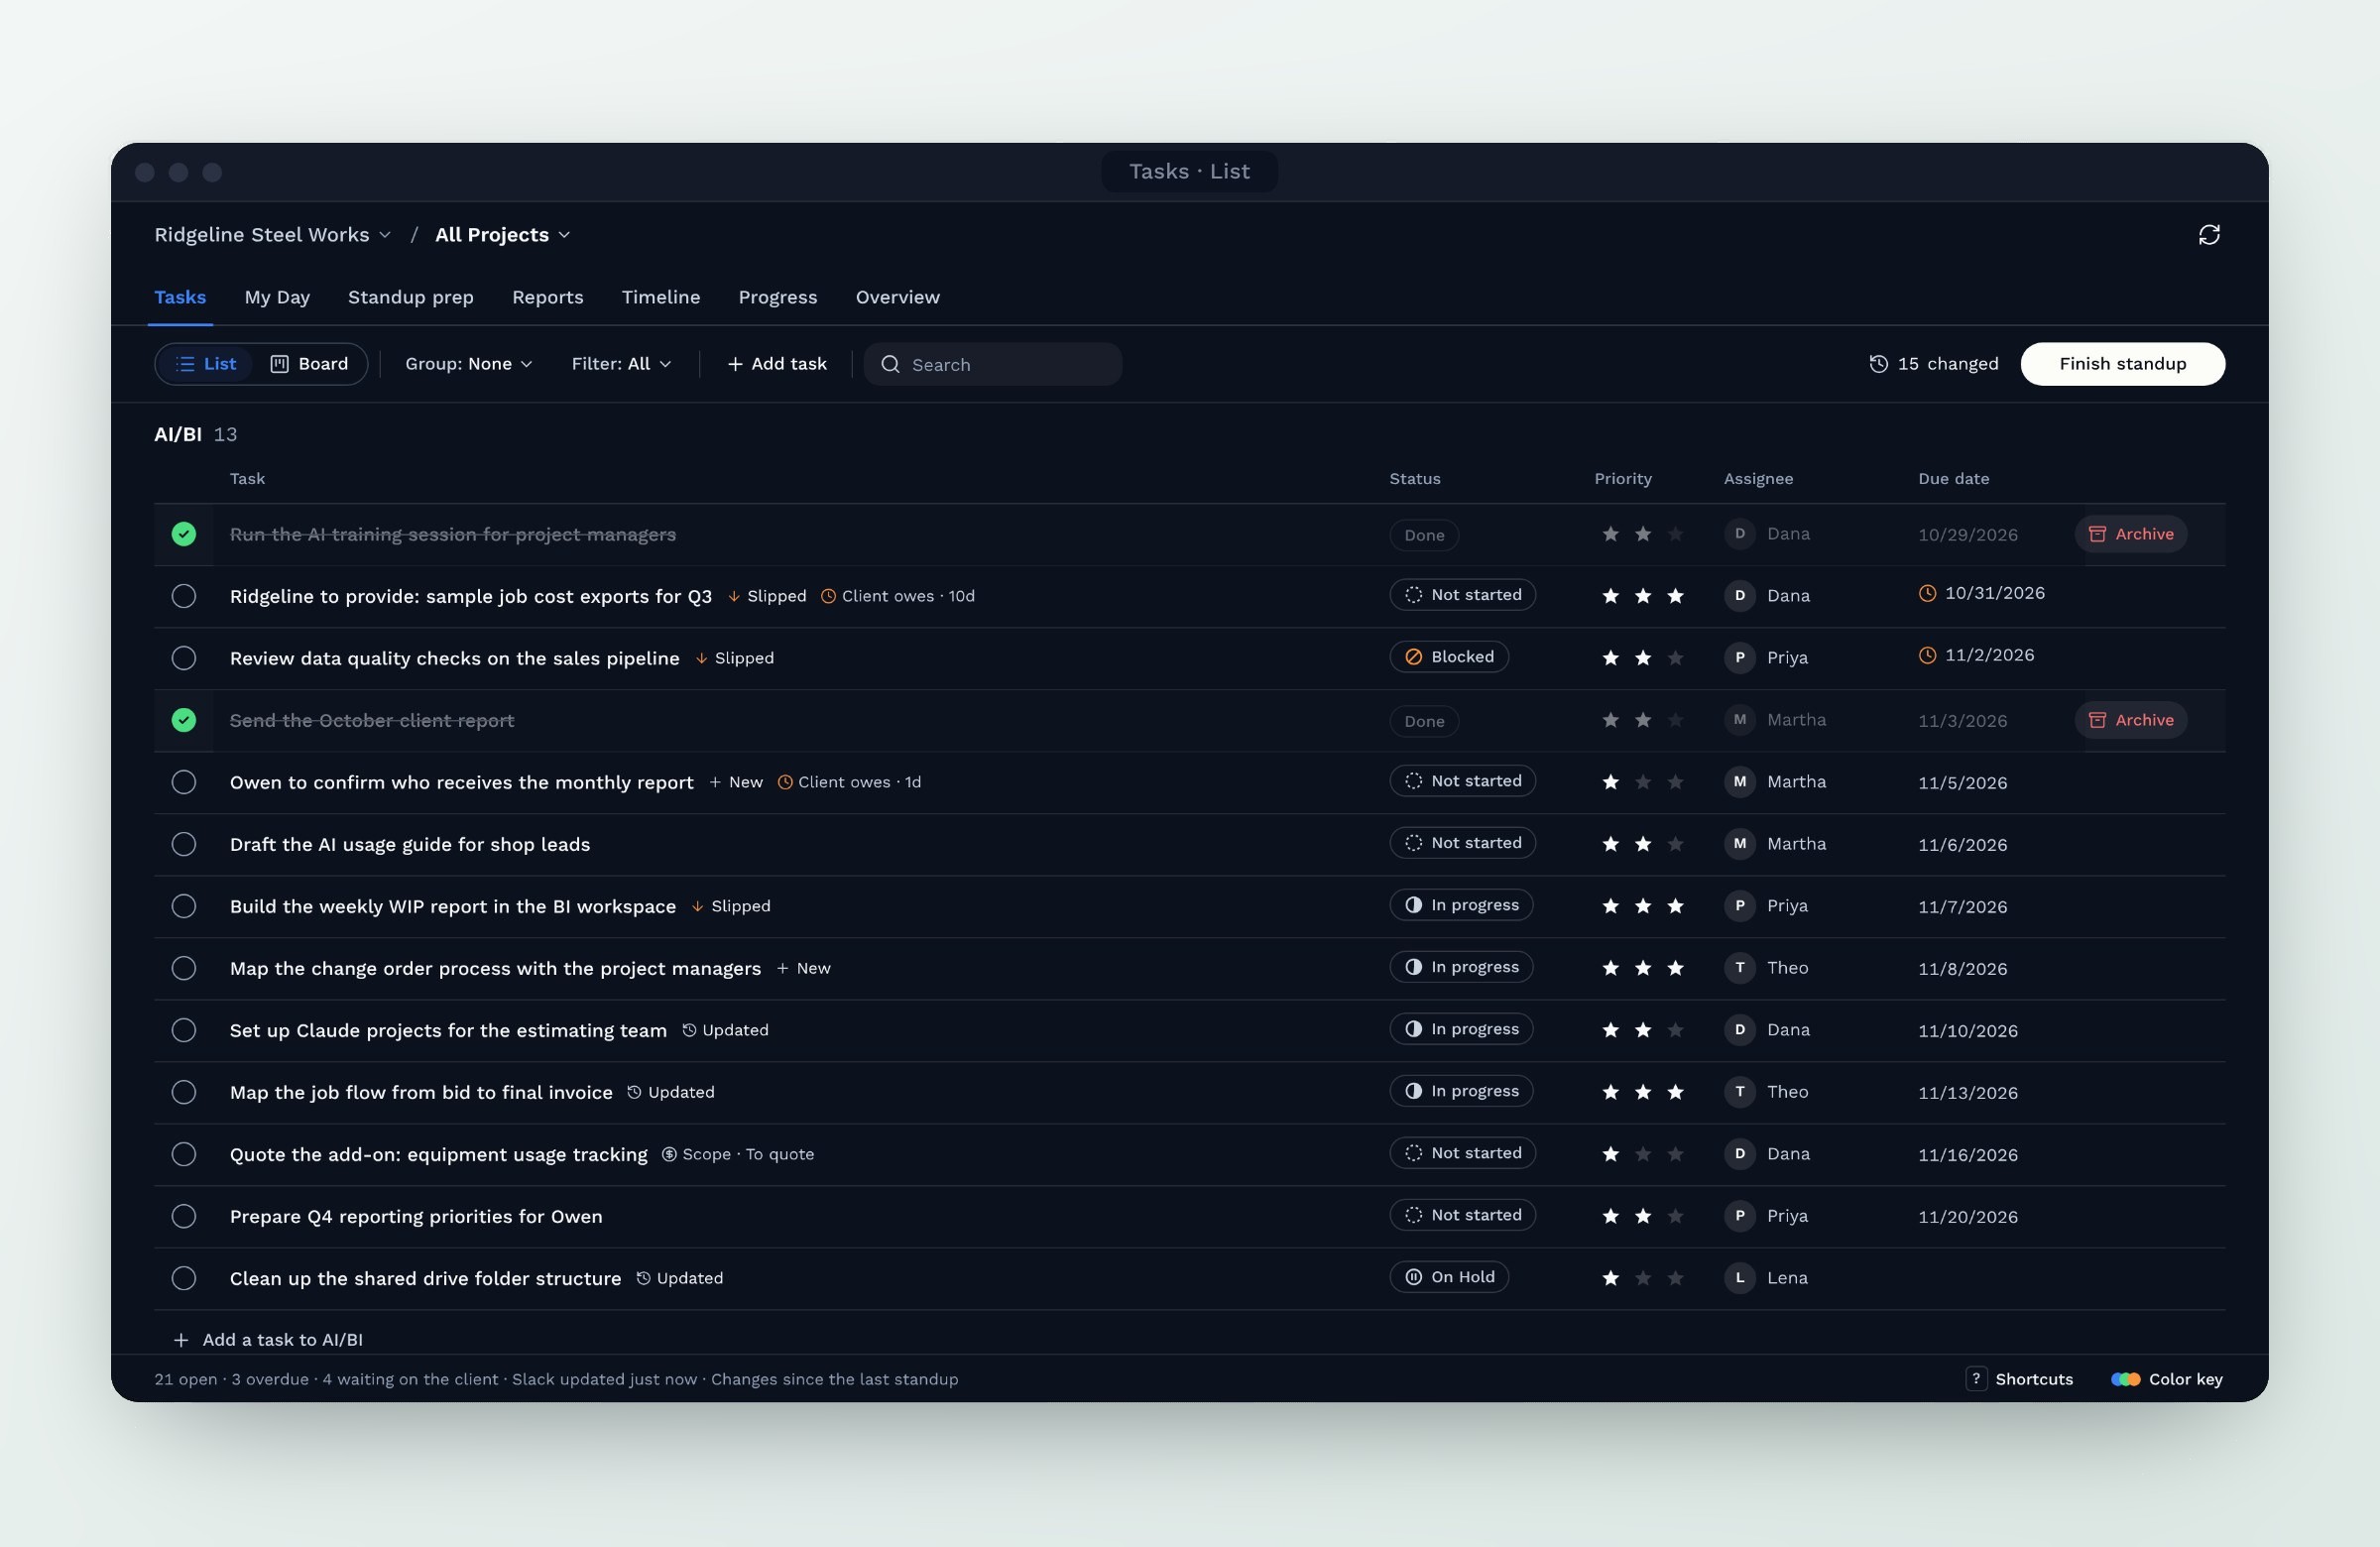 Tasks · List
Ridgeline Steel Works / All Projects
Tasks My Day Standup prep Reports Timeline Progress Overview
List Board Group: None Filter: All + Add task Search 15 changed Finish standup
AI/BI 13
Task Status Priority Assignee Due date
Run the AI training session for project managers Done D Dana 10/29/2026 Archive
Ridgeline to provide: sample job cost exports for Q3 ↓ Slipped Client owes · 10d Not started D Dana 10/31/2026
Review data quality checks on the sales pipeline ↓ Slipped Blocked P Priya 11/2/2026
Send the October client report Done M Martha 11/3/2026 Archive
Owen to confirm who receives the monthly report + New Client owes · 1d Not started M Martha 11/5/2026
Draft the AI usage guide for shop leads Not started M Martha 11/6/2026
Build the weekly WIP report in the BI workspace ↓ Slipped In progress P Priya 11/7/2026
Map the change order process with the project managers + New In progress T Theo 11/8/2026
Set up Claude projects for the estimating team Updated In progress D Dana 11/10/2026
Map the job flow from bid to final invoice Updated In progress T Theo 11/13/2026
Quote the add-on: equipment usage tracking Scope · To quote Not started D Dana 11/16/2026
Prepare Q4 reporting priorities for Owen Not started P Priya 11/20/2026
Clean up the shared drive folder structure Updated On Hold L Lena
+ Add a task to AI/BI
21 open · 3 overdue · 4 waiting on the client · Slack updated just now · Changes since the last standup ? Shortcuts Color key